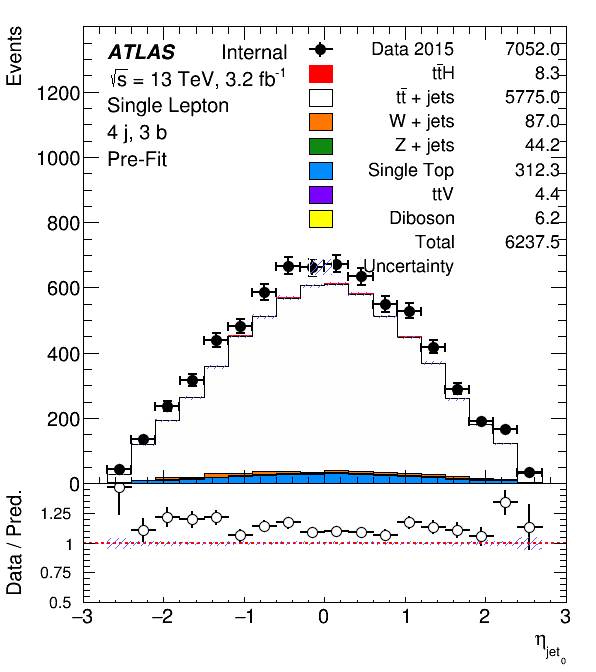 Events
ATLAS Internal
√s = 13 TeV, 3.2 fb⁻¹
Single Lepton
4 j, 3 b
Pre-Fit
Data 2015 7052.0
tt̄H 8.3
tt̄ + jets 5775.0
W + jets 87.0
Z + jets 44.2
Single Top 312.3
ttV 4.4
Diboson 6.2
Total 6237.5
Uncertainty
1200
1000
800
600
400
200
0
Data / Pred.
1.25
1
0.75
0.5
−3 −2 −1 0 1 2 3
η_jet_0